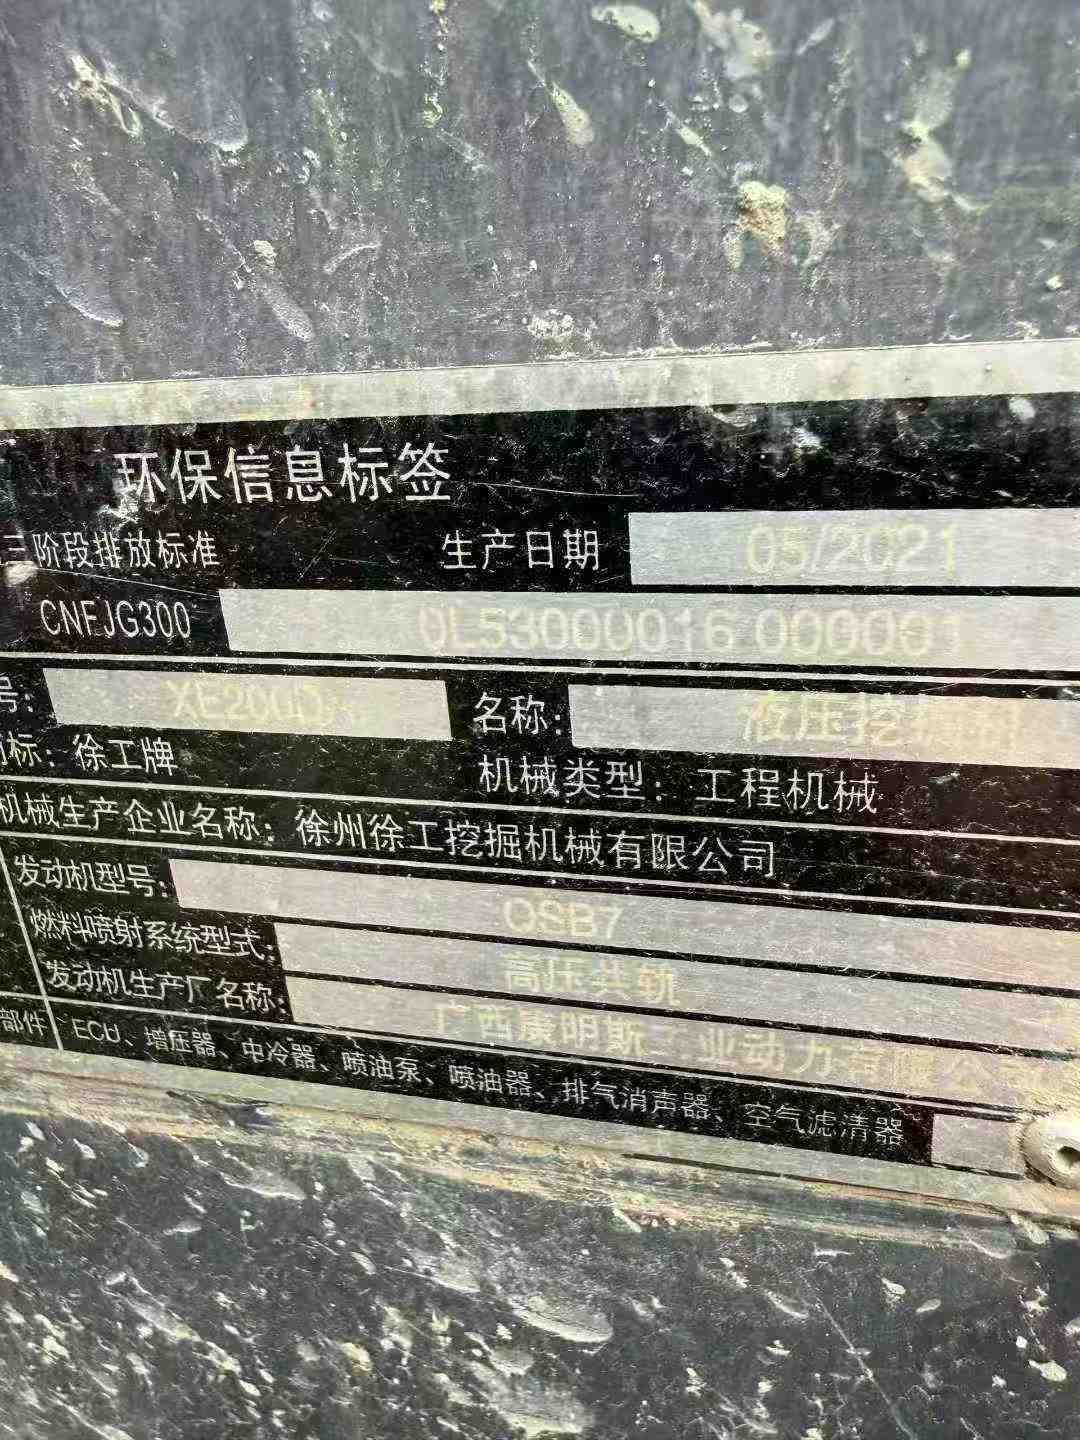 环保信息标签
三阶段排放标准 生产日期 05/2021
CNFJG300 QL53000016 000001
号: 名称: 液压挖掘机
标: 徐工牌 机械类型: 工程机械
机械生产企业名称: 徐州徐工挖掘机械有限公司
发动机型号: QSB7
燃料喷射系统型式: 高压共轨
发动机生产厂名称: 广西康明斯工业动力有限公司
部件 ECU、增压器、中冷器、喷油泵、喷油器、排气消声器、空气滤清器